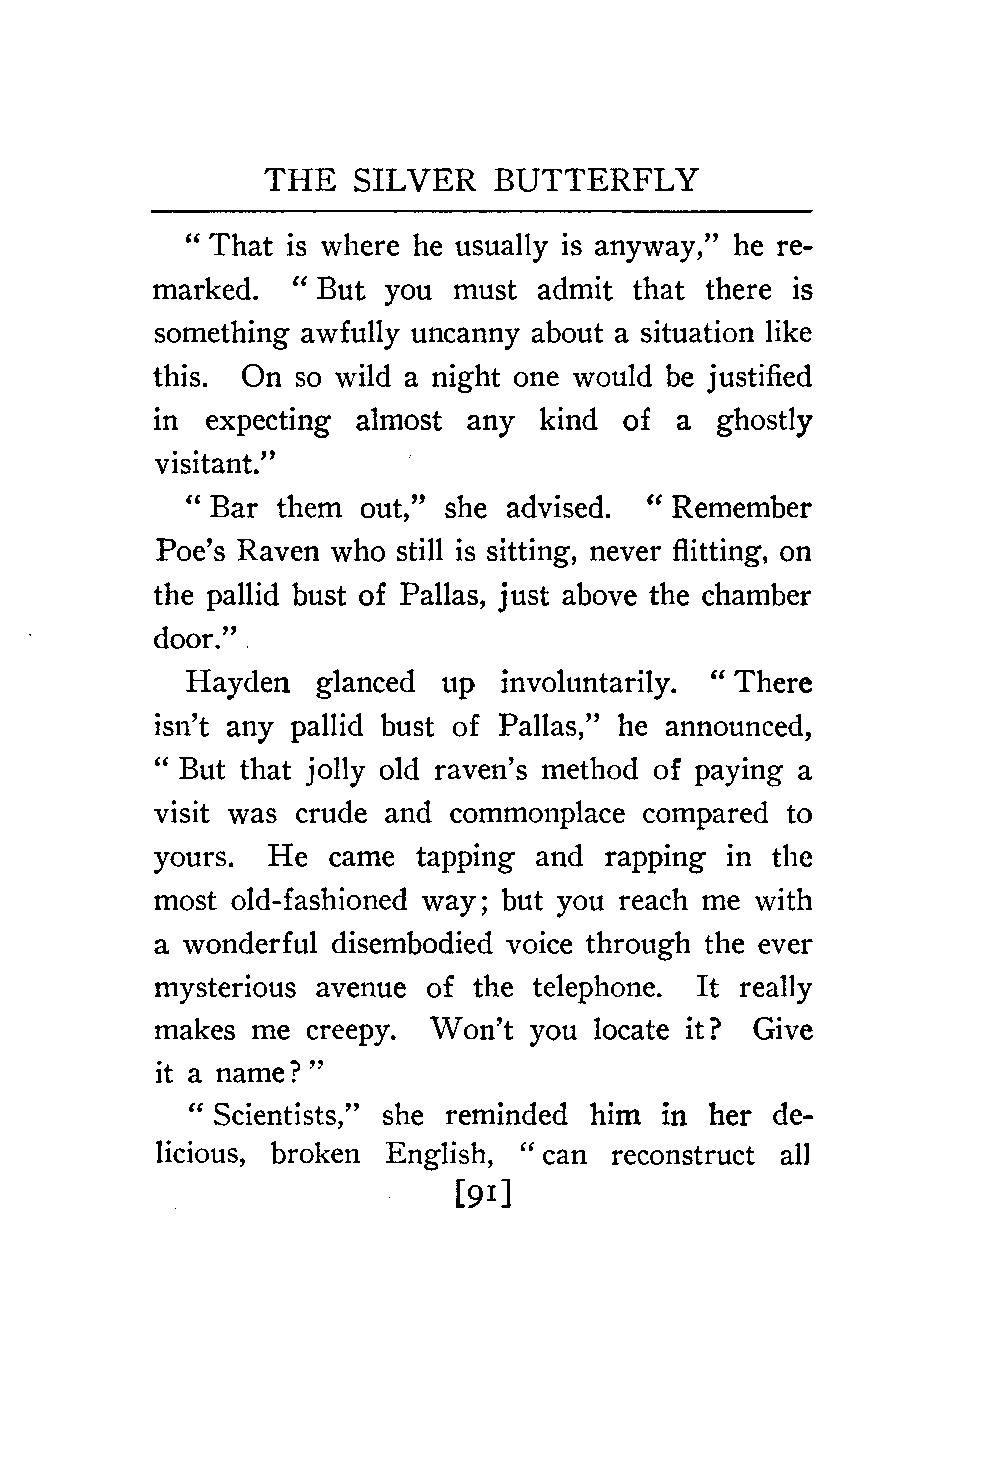 THE SILVER BUTTERFLY
“ That is where he usually is anyway,” he re-
marked. “ But you must admit that there is
something awfully uncanny about a situation like
this. On so wild a night one would be justified
in expecting almost any kind of a ghostly
visitant.”
“ Bar them out,” she advised. “ Remember
Poe’s Raven who still is sitting, never flitting, on
the pallid bust of Pallas, just above the chamber
door.”
Hayden glanced up involuntarily. “ There
isn’t any pallid bust of Pallas,” he announced,
“ But that jolly old raven’s method of paying a
visit was crude and commonplace compared to
yours. He came tapping and rapping in the
most old-fashioned way; but you reach me with
a wonderful disembodied voice through the ever
mysterious avenue of the telephone. It really
makes me creepy. Won’t you locate it? Give
it a name? ”
“ Scientists,” she reminded him in her de-
licious, broken English, “ can reconstruct all
[91]